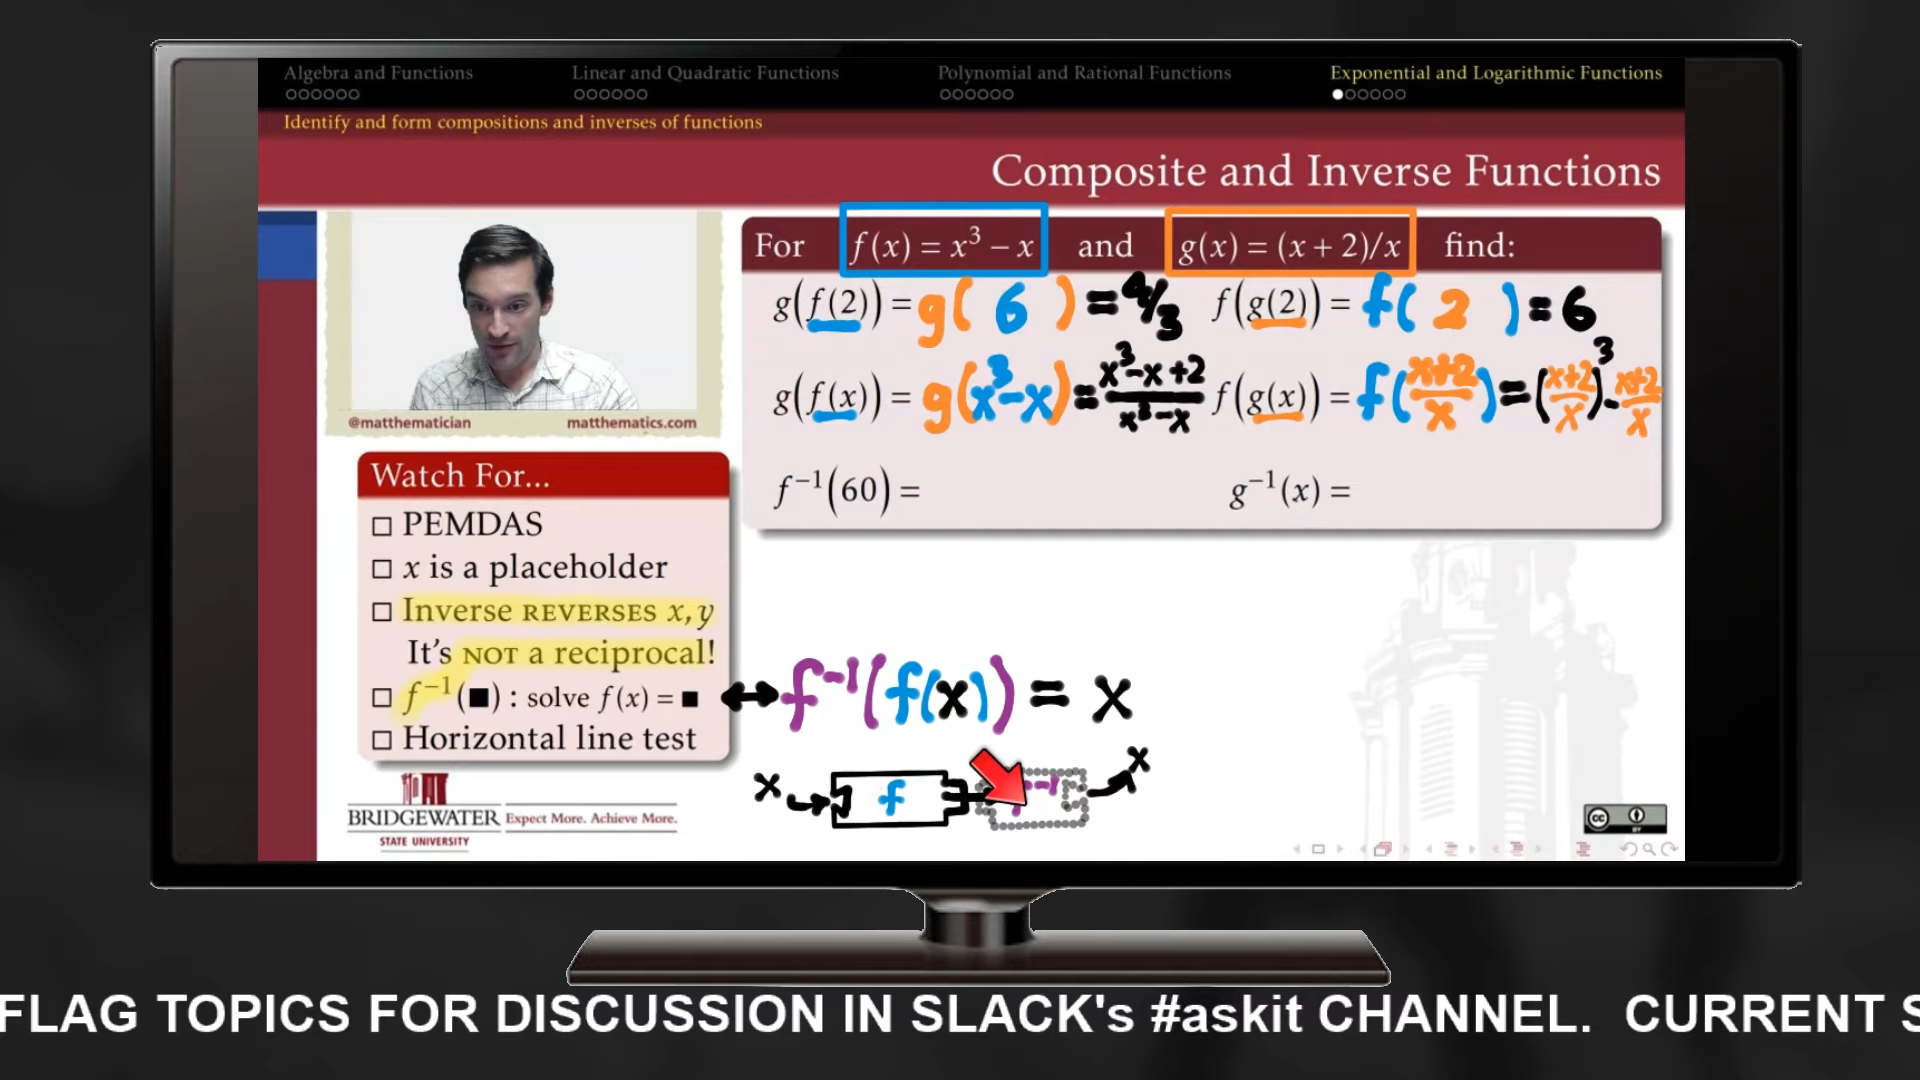 Algebra and Functions
Linear and Quadratic Functions
Polynomial and Rational Functions
Exponential and Logarithmic Functions
Identify and form compositions and inverses of functions
Composite and Inverse Functions
For f(x) = x³ − x and g(x) = (x + 2)/x find:
g(f(2)) = g( 6 ) = 4/3 f(g(2)) = f( 2 ) = 6
g(f(x)) = g(x³−x) = (x³−x+2)/(x³−x) f(g(x)) = f((x+2)/x) = ((x+2)/x)³ − (x+2)/x
f⁻¹(60) = g⁻¹(x) =
@matthematician matthematics.com
Watch For...
□ PEMDAS
□ x is a placeholder
□ Inverse REVERSES x, y
It's NOT a reciprocal!
□ f⁻¹(■) : solve f(x) = ■ ↔ f⁻¹(f(x)) = x
□ Horizontal line test
x f x
BRIDGEWATER
STATE UNIVERSITY
Expect More. Achieve More.
cc BY
FLAG TOPICS FOR DISCUSSION IN SLACK's #askit CHANNEL. CURRENT S